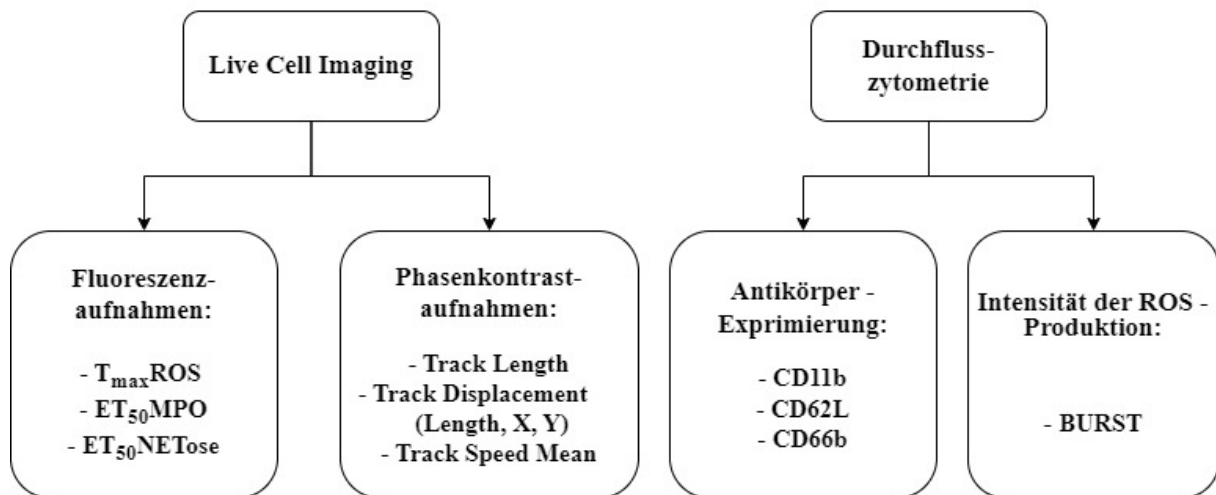 Live Cell Imaging
Durchfluss-
zytometrie
Fluoreszenz-
aufnahmen:
- TmaxROS
- ET50MPO
- ET50NETose
Phasenkontrast-
aufnahmen:
- Track Length
- Track Displacement
(Length, X, Y)
- Track Speed Mean
Antikörper -
Exprimierung:
- CD11b
- CD62L
- CD66b
Intensität der ROS -
Produktion:
- BURST